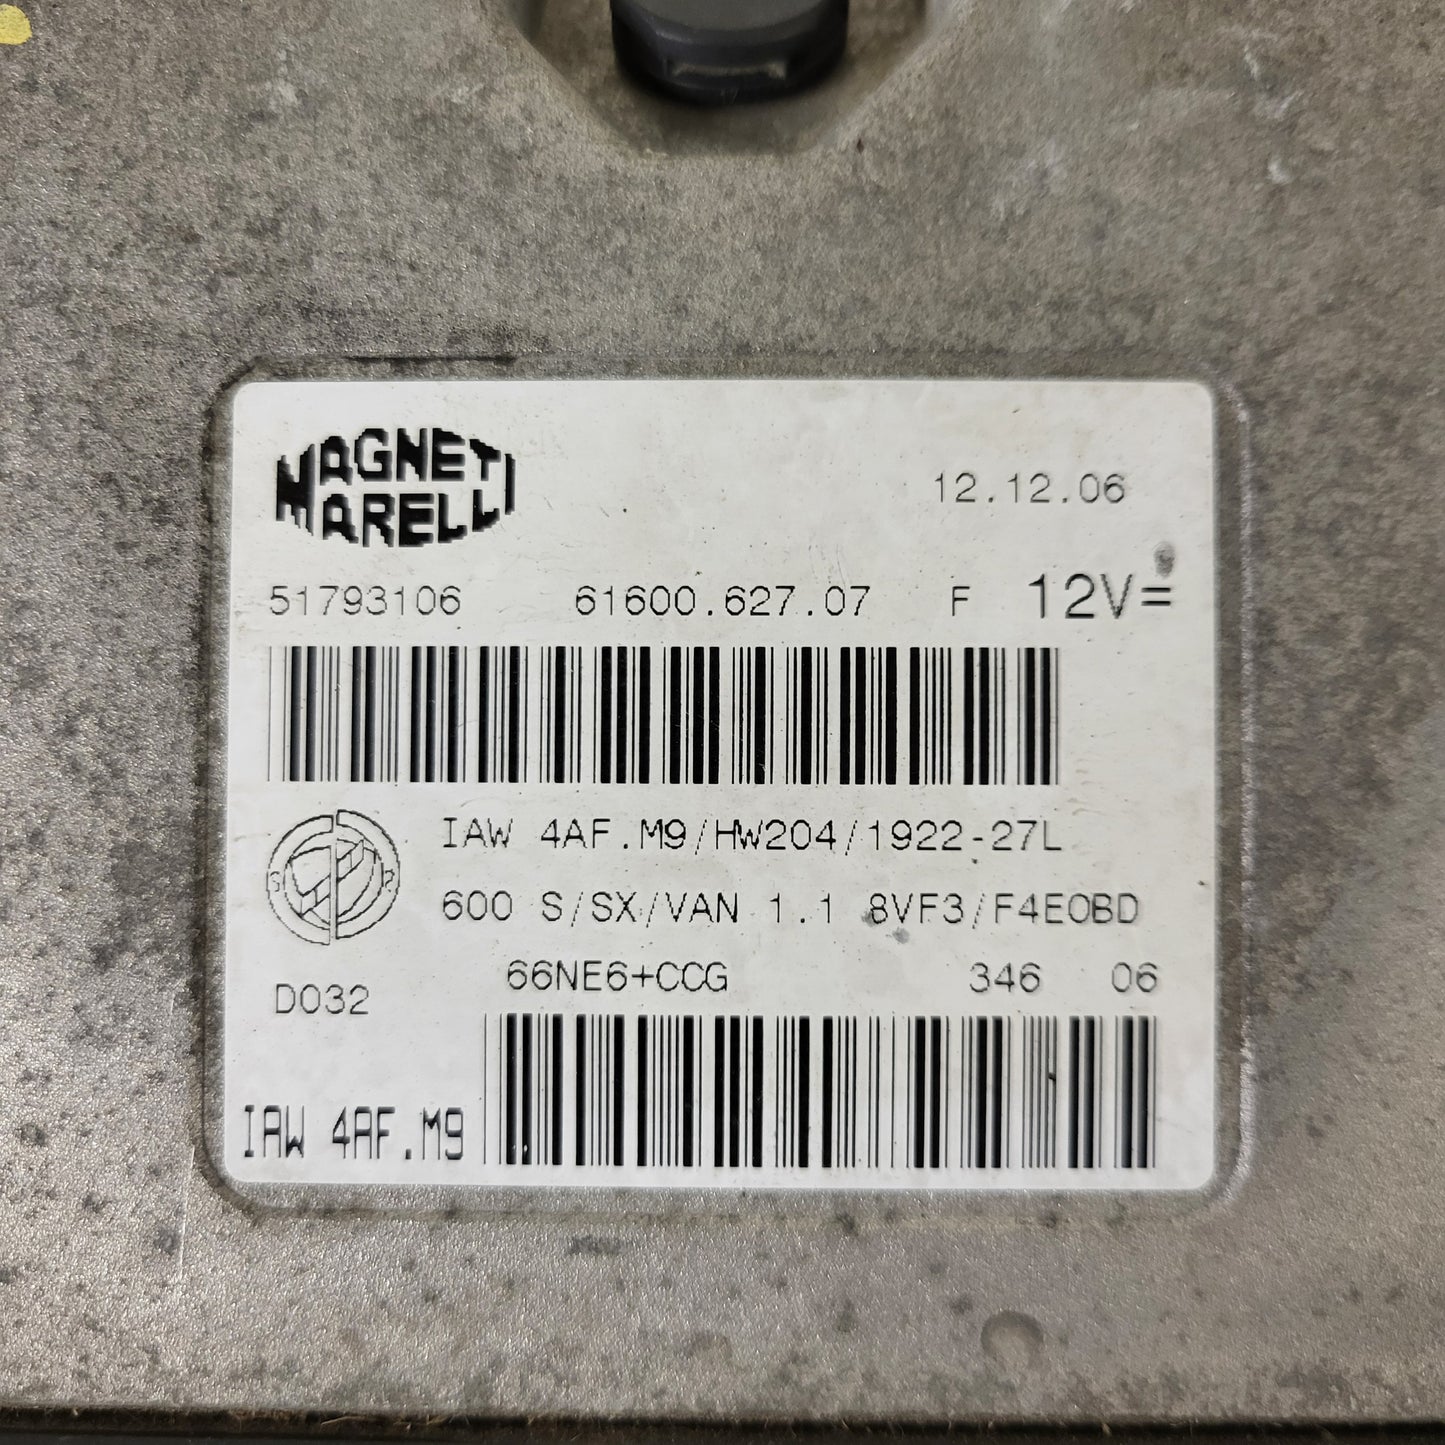 MAGNETI
MARELLI
12.12.06
51793106 61600.627.07 F 12V=
IAW 4AF.M9/HW204/1922-27L
600 S/SX/VAN 1.1 8VF3/F4EOBD
66NE6+CCG 346 06
D032
IAW 4AF.M9